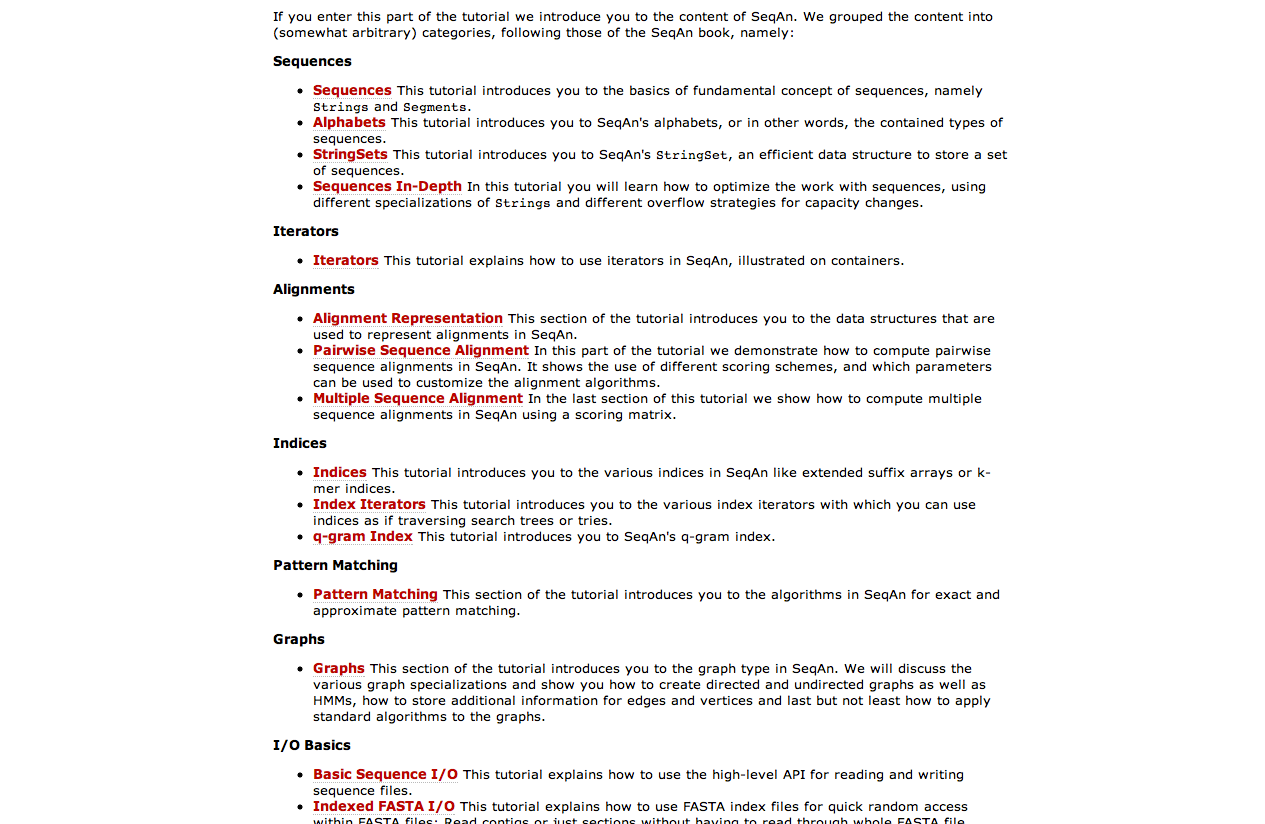 If you enter this part of the tutorial we introduce you to the content of SeqAn. We grouped the content into
(somewhat arbitrary) categories, following those of the SeqAn book, namely:
Sequences
Sequences This tutorial introduces you to the basics of fundamental concept of sequences, namely
Strings and Segments.
Alphabets This tutorial introduces you to SeqAn's alphabets, or in other words, the contained types of
sequences.
StringSets This tutorial introduces you to SeqAn's StringSet, an efficient data structure to store a set
of sequences.
Sequences In-Depth In this tutorial you will learn how to optimize the work with sequences, using
different specializations of Strings and different overflow strategies for capacity changes.
Iterators
Iterators This tutorial explains how to use iterators in SeqAn, illustrated on containers.
Alignments
Alignment Representation This section of the tutorial introduces you to the data structures that are
used to represent alignments in SeqAn.
Pairwise Sequence Alignment In this part of the tutorial we demonstrate how to compute pairwise
sequence alignments in SeqAn. It shows the use of different scoring schemes, and which parameters
can be used to customize the alignment algorithms.
Multiple Sequence Alignment In the last section of this tutorial we show how to compute multiple
sequence alignments in SeqAn using a scoring matrix.
Indices
Indices This tutorial introduces you to the various indices in SeqAn like extended suffix arrays or k-
mer indices.
Index Iterators This tutorial introduces you to the various index iterators with which you can use
indices as if traversing search trees or tries.
q-gram Index This tutorial introduces you to SeqAn's q-gram index.
Pattern Matching
Pattern Matching This section of the tutorial introduces you to the algorithms in SeqAn for exact and
approximate pattern matching.
Graphs
Graphs This section of the tutorial introduces you to the graph type in SeqAn. We will discuss the
various graph specializations and show you how to create directed and undirected graphs as well as
HMMs, how to store additional information for edges and vertices and last but not least how to apply
standard algorithms to the graphs.
I/O Basics
Basic Sequence I/O This tutorial explains how to use the high-level API for reading and writing
sequence files.
Indexed FASTA I/O This tutorial explains how to use FASTA index files for quick random access
within FASTA files: Read contigs or just sections without having to read through whole FASTA file.